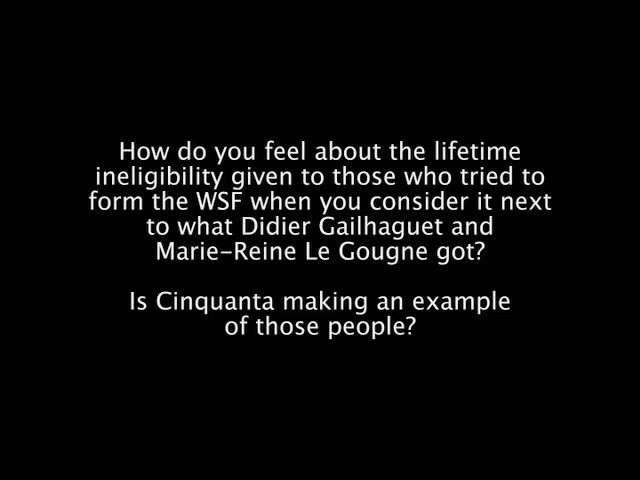 How do you feel about the lifetime
ineligibility given to those who tried to
form the WSF when you consider it next
to what Didier Gailhaguet and
Marie-Reine Le Gougne got?
Is Cinquanta making an example
of those people?